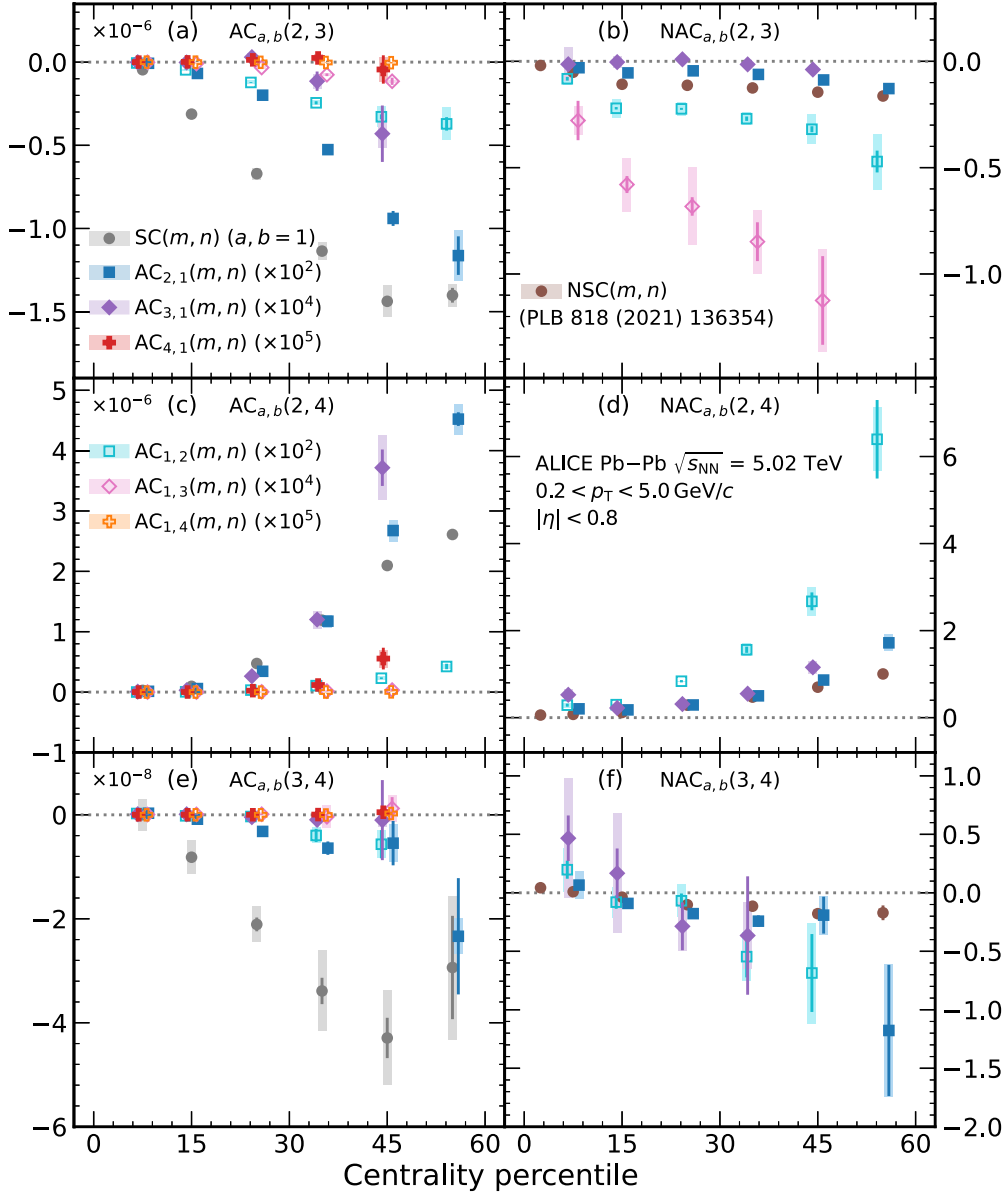 ×10⁻⁶ (a) AC_{a,b}(2,3)
(b) NAC_{a,b}(2,3)
0.0
−0.5
−1.0
−1.5
SC(m,n) (a,b=1)
AC_{2,1}(m,n) (×10²)
AC_{3,1}(m,n) (×10⁴)
AC_{4,1}(m,n) (×10⁵)
NSC(m,n)
(PLB 818 (2021) 136354)
0.0
−0.5
−1.0
×10⁻⁶ (c) AC_{a,b}(2,4)
(d) NAC_{a,b}(2,4)
5
4
3
2
1
0
−1
AC_{1,2}(m,n) (×10²)
AC_{1,3}(m,n) (×10⁴)
AC_{1,4}(m,n) (×10⁵)
ALICE Pb−Pb √s_{NN} = 5.02 TeV
0.2 < p_T < 5.0 GeV/c
|η| < 0.8
6
4
2
0
×10⁻⁸ (e) AC_{a,b}(3,4)
(f) NAC_{a,b}(3,4)
0
−2
−4
−6
1.0
0.5
0.0
−0.5
−1.0
−1.5
−2.0
0 15 30 45 60
0 15 30 45 60
Centrality percentile